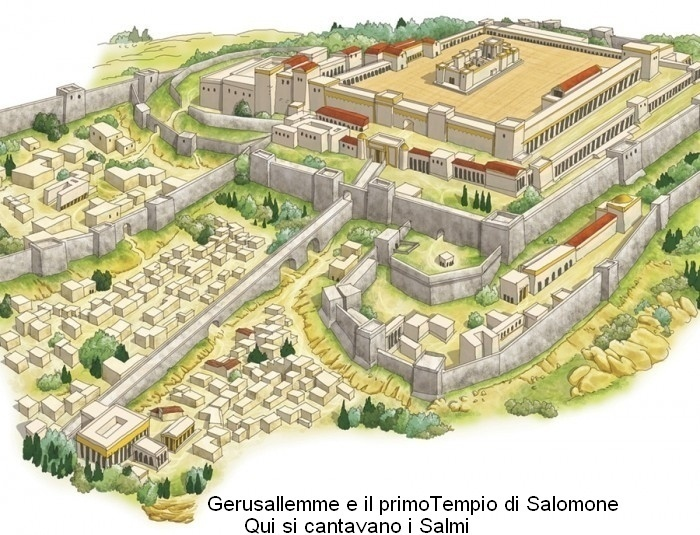 Gerusallemme e il primoTempio di Salomone
Qui si cantavano i Salmi